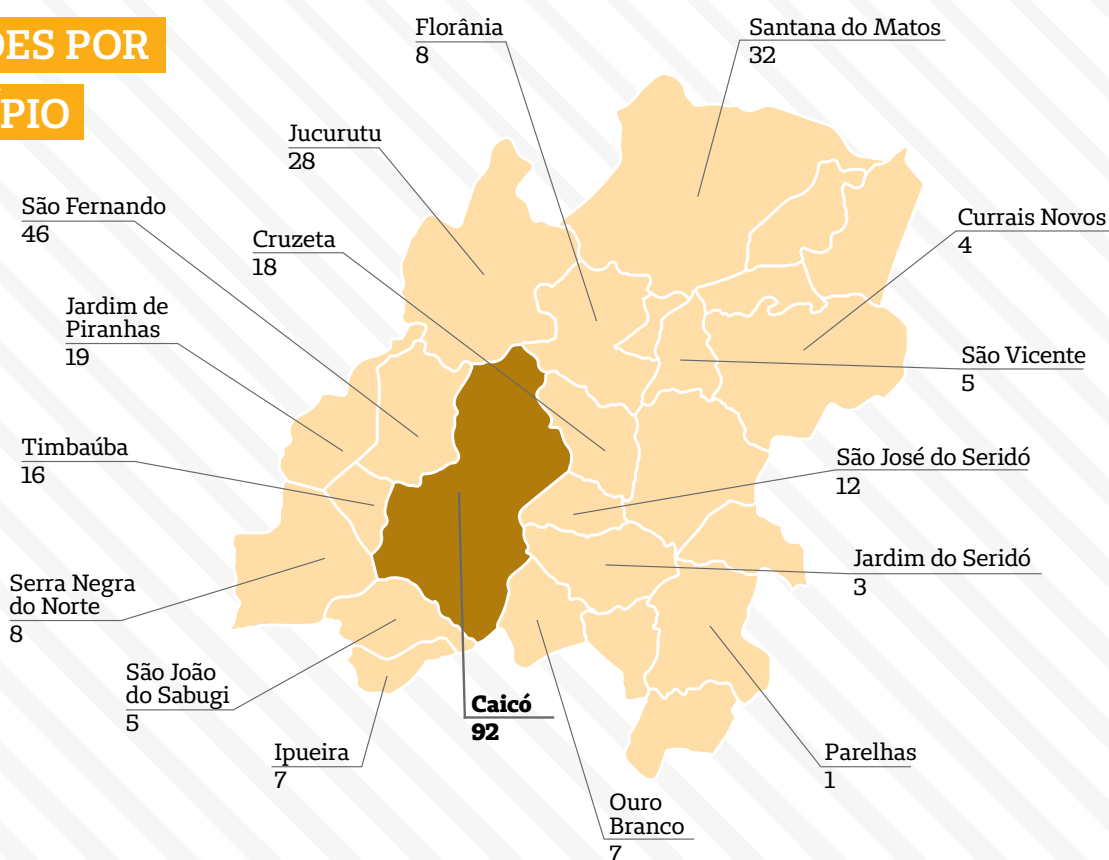 DES POR
ÍPIO
Florânia
8
Santana do Matos
32
Jucurutu
28
São Fernando
46
Cruzeta
18
Currais Novos
4
Jardim de
Piranhas
19
São Vicente
5
Timbaúba
16
São José do Seridó
12
Jardim do Seridó
3
Serra Negra
do Norte
8
São João
do Sabugi
5
Caicó
92
Ipueira
7
Parelhas
1
Ouro
Branco
7